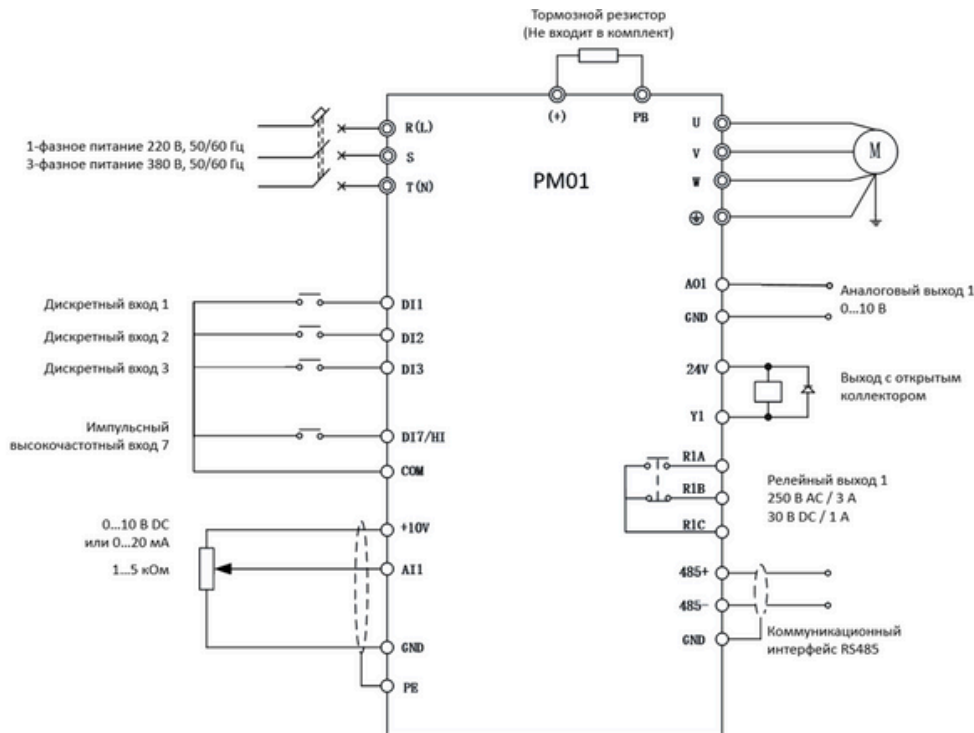 Тормозной резистор
(Не входит в комплект)
(+)
PB
PM01
1-фазное питание 220 В, 50/60 Гц
3-фазное питание 380 В, 50/60 Гц
R(L)
S
T(N)
U
V
W
M
Дискретный вход 1
DI1
Дискретный вход 2
DI2
Дискретный вход 3
DI3
Импульсный
высокочастотный вход 7
DI7/HI
COM
0...10 В DC
или 0...20 мА
1...5 кОм
+10V
AI1
GND
PE
AO1
GND
Аналоговый выход 1
0...10 В
24V
Y1
Выход с открытым
коллектором
R1A
R1B
R1C
Релейный выход 1
250 В AC / 3 А
30 В DC / 1 А
485+
485-
GND
Коммуникационный
интерфейс RS485